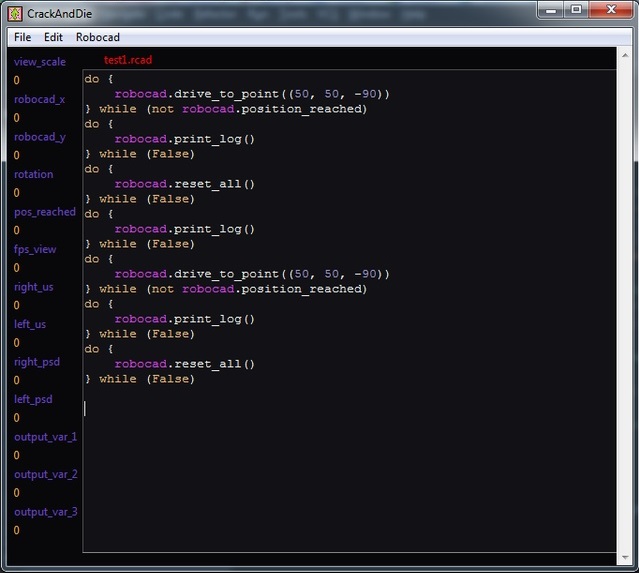 CrackAndDie
File Edit Robocad
test1.rcad
view_scale
0
robocad_x
0
robocad_y
0
rotation
0
pos_reached
0
fps_view
0
right_us
0
left_us
0
right_psd
0
left_psd
0
output_var_1
0
output_var_2
0
output_var_3
0
do {
    robocad.drive_to_point((50, 50, -90))
} while (not robocad.position_reached)
do {
    robocad.print_log()
} while (False)
do {
    robocad.reset_all()
} while (False)
do {
    robocad.print_log()
} while (False)
do {
    robocad.drive_to_point((50, 50, -90))
} while (not robocad.position_reached)
do {
    robocad.print_log()
} while (False)
do {
    robocad.reset_all()
} while (False)